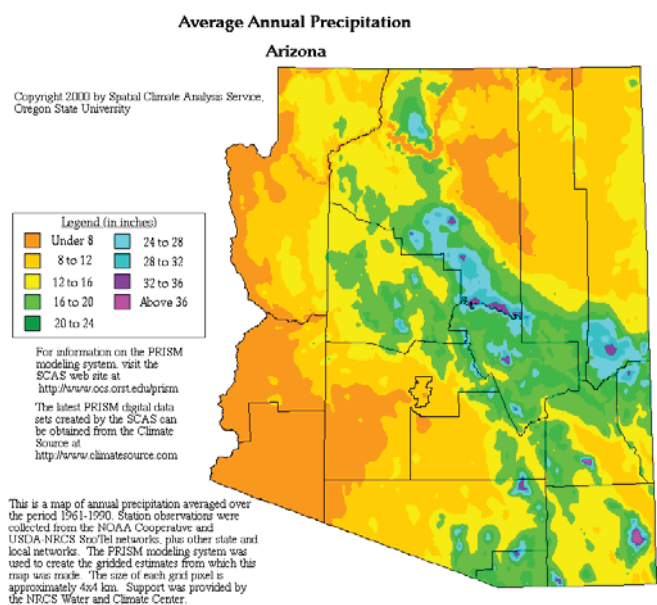 Average Annual Precipitation
Arizona
Copyright 2000 by Spatial Climate Analysis Service,
Oregon State University
Legend (in inches)
Under 8
8 to 12
12 to 16
16 to 20
20 to 24
24 to 28
28 to 32
32 to 36
Above 36
For information on the PRISM
modeling system, visit the
SCAS web site at
http://www.ocs.orst.edu/prism
The latest PRISM digital data
sets created by the SCAS can
be obtained from the Climate
Source at
http://www.climatesource.com
This is a map of annual precipitation averaged over
the period 1961-1990. Station observations were
collected from the NOAA Cooperative and
USDA-NRCS SnoTel networks, plus other state and
local networks. The PRISM modeling system was
used to create the gridded estimates from which this
map was made. The size of each grid pixel is
approximately 4x4 km. Support was provided by
the NRCS Water and Climate Center.